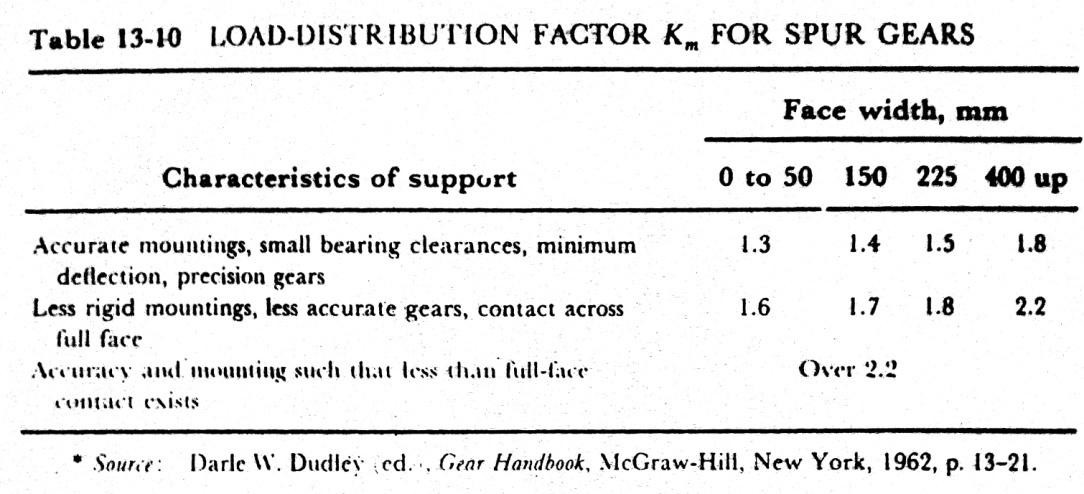 Table 13-10 LOAD-DISTRIBUTION FACTOR Km FOR SPUR GEARS
Face width, mm
Characteristics of support 0 to 50 150 225 400 up
Accurate mountings, small bearing clearances, minimum 1.3 1.4 1.5 1.8
deflection, precision gears
Less rigid mountings, less accurate gears, contact across 1.6 1.7 1.8 2.2
full face
Accuracy and mounting such that less than full-face Over 2.2
contact exists
* Source: Darle W. Dudley (ed.), Gear Handbook, McGraw-Hill, New York, 1962, p. 13-21.